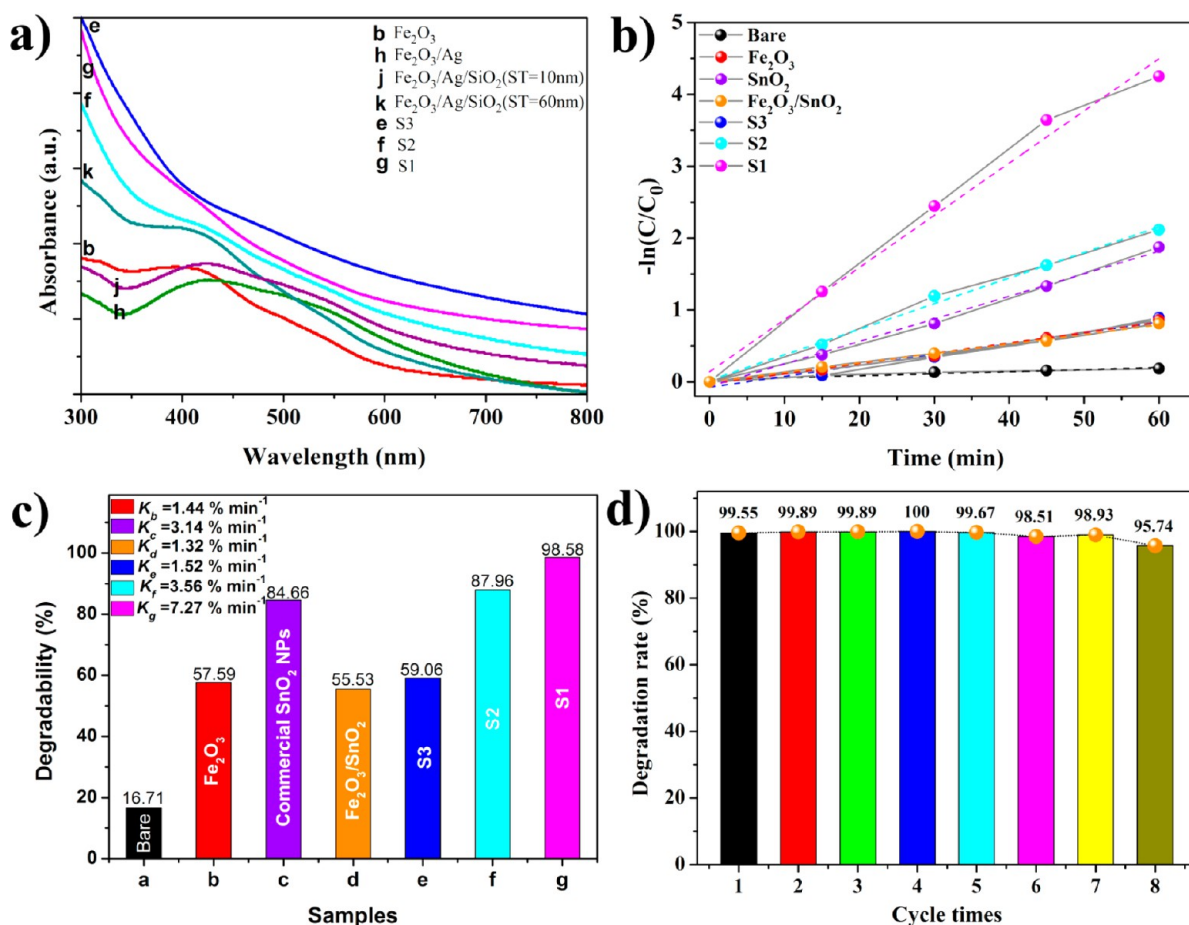 a)
e
g
f
k
b
j
h
b Fe₂O₃
h Fe₂O₃/Ag
j Fe₂O₃/Ag/SiO₂(ST=10nm)
k Fe₂O₃/Ag/SiO₂(ST=60nm)
e S3
f S2
g S1
Absorbance (a.u.)
300 400 500 600 700 800
Wavelength (nm)
b)
Bare
Fe₂O₃
SnO₂
Fe₂O₃/SnO₂
S3
S2
S1
-ln(C/C₀)
5
4
3
2
1
0
0 10 20 30 40 50 60
Time (min)
c)
K_b =1.44 % min⁻¹
K_c =3.14 % min⁻¹
K_d =1.32 % min⁻¹
K_e =1.52 % min⁻¹
K_f =3.56 % min⁻¹
K_g =7.27 % min⁻¹
Degradability (%)
100
80
60
40
20
0
16.71
57.59
84.66
55.53
59.06
87.96
98.58
Bare
Fe₂O₃
Commercial SnO₂ NPs
Fe₂O₃/SnO₂
S3
S2
S1
a b c d e f g
Samples
d)
99.55 99.89 99.89 100 99.67 98.51 98.93 95.74
Degradation rate (%)
100
80
60
40
20
0
1 2 3 4 5 6 7 8
Cycle times